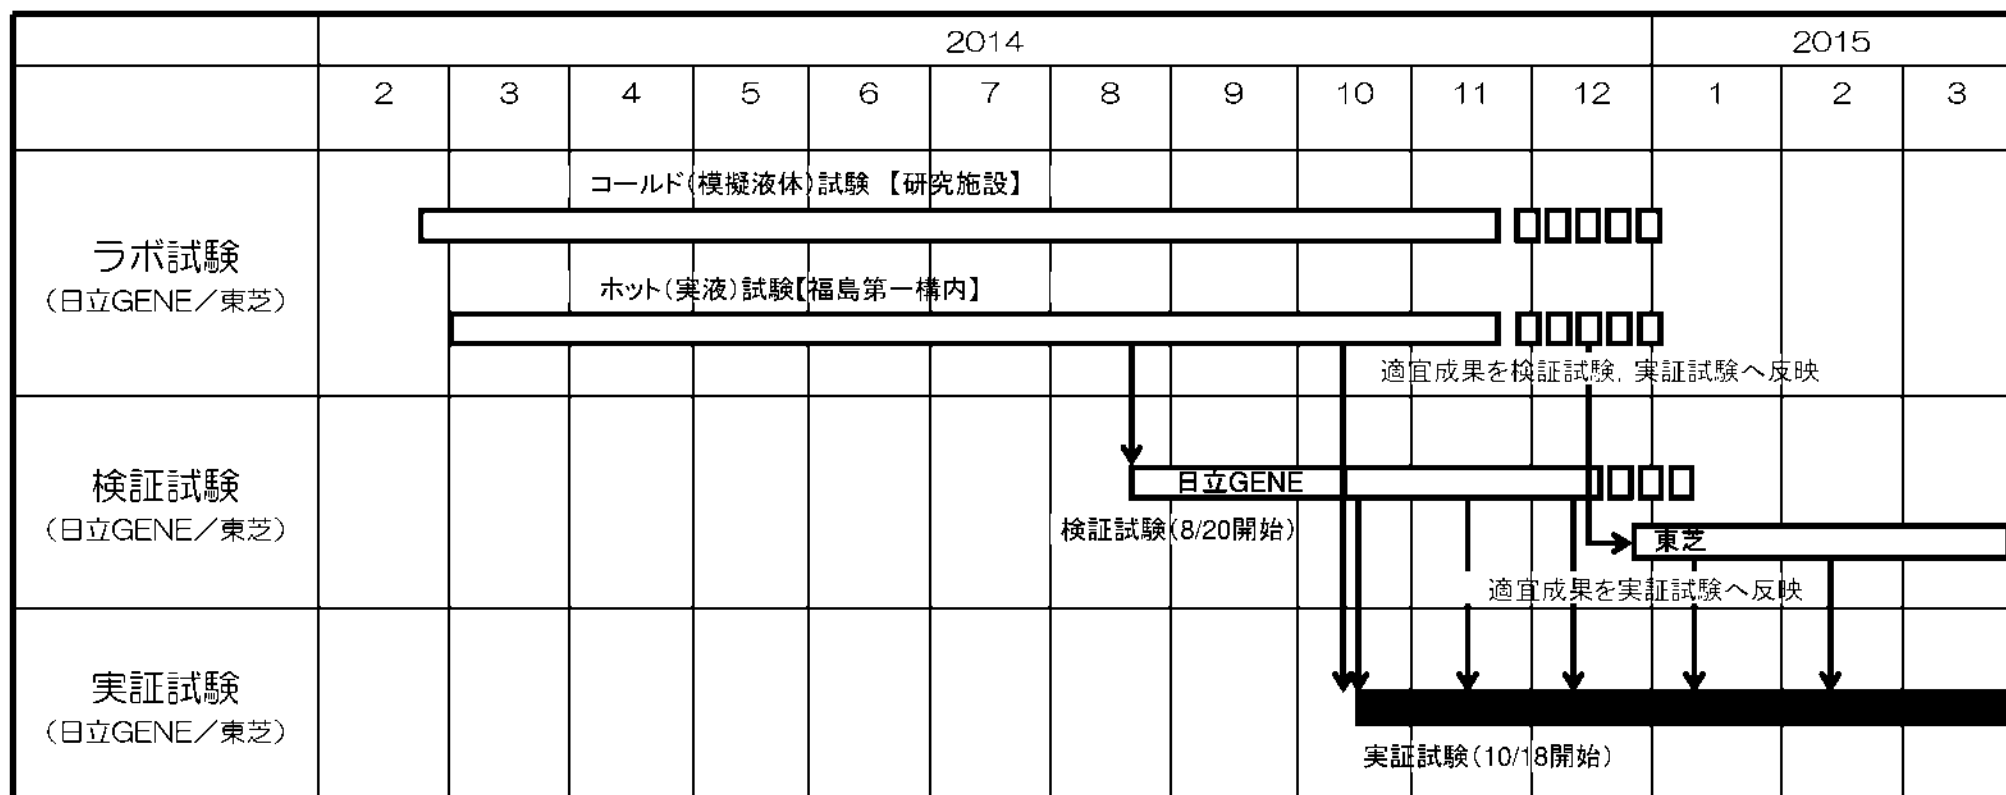 2014 2015
2 3 4 5 6 7 8 9 10 11 12 1 2 3
コールド(模擬液体)試験 【研究施設】
ラボ試験
(日立GENE/東芝)
ホット(実液)試験【福島第一構内】
適宜成果を検証試験, 実証試験へ反映
検証試験
(日立GENE/東芝)
日立GENE
検証試験(8/20開始)
東芝
適宜成果を実証試験へ反映
実証試験
(日立GENE/東芝)
実証試験(10/18開始)